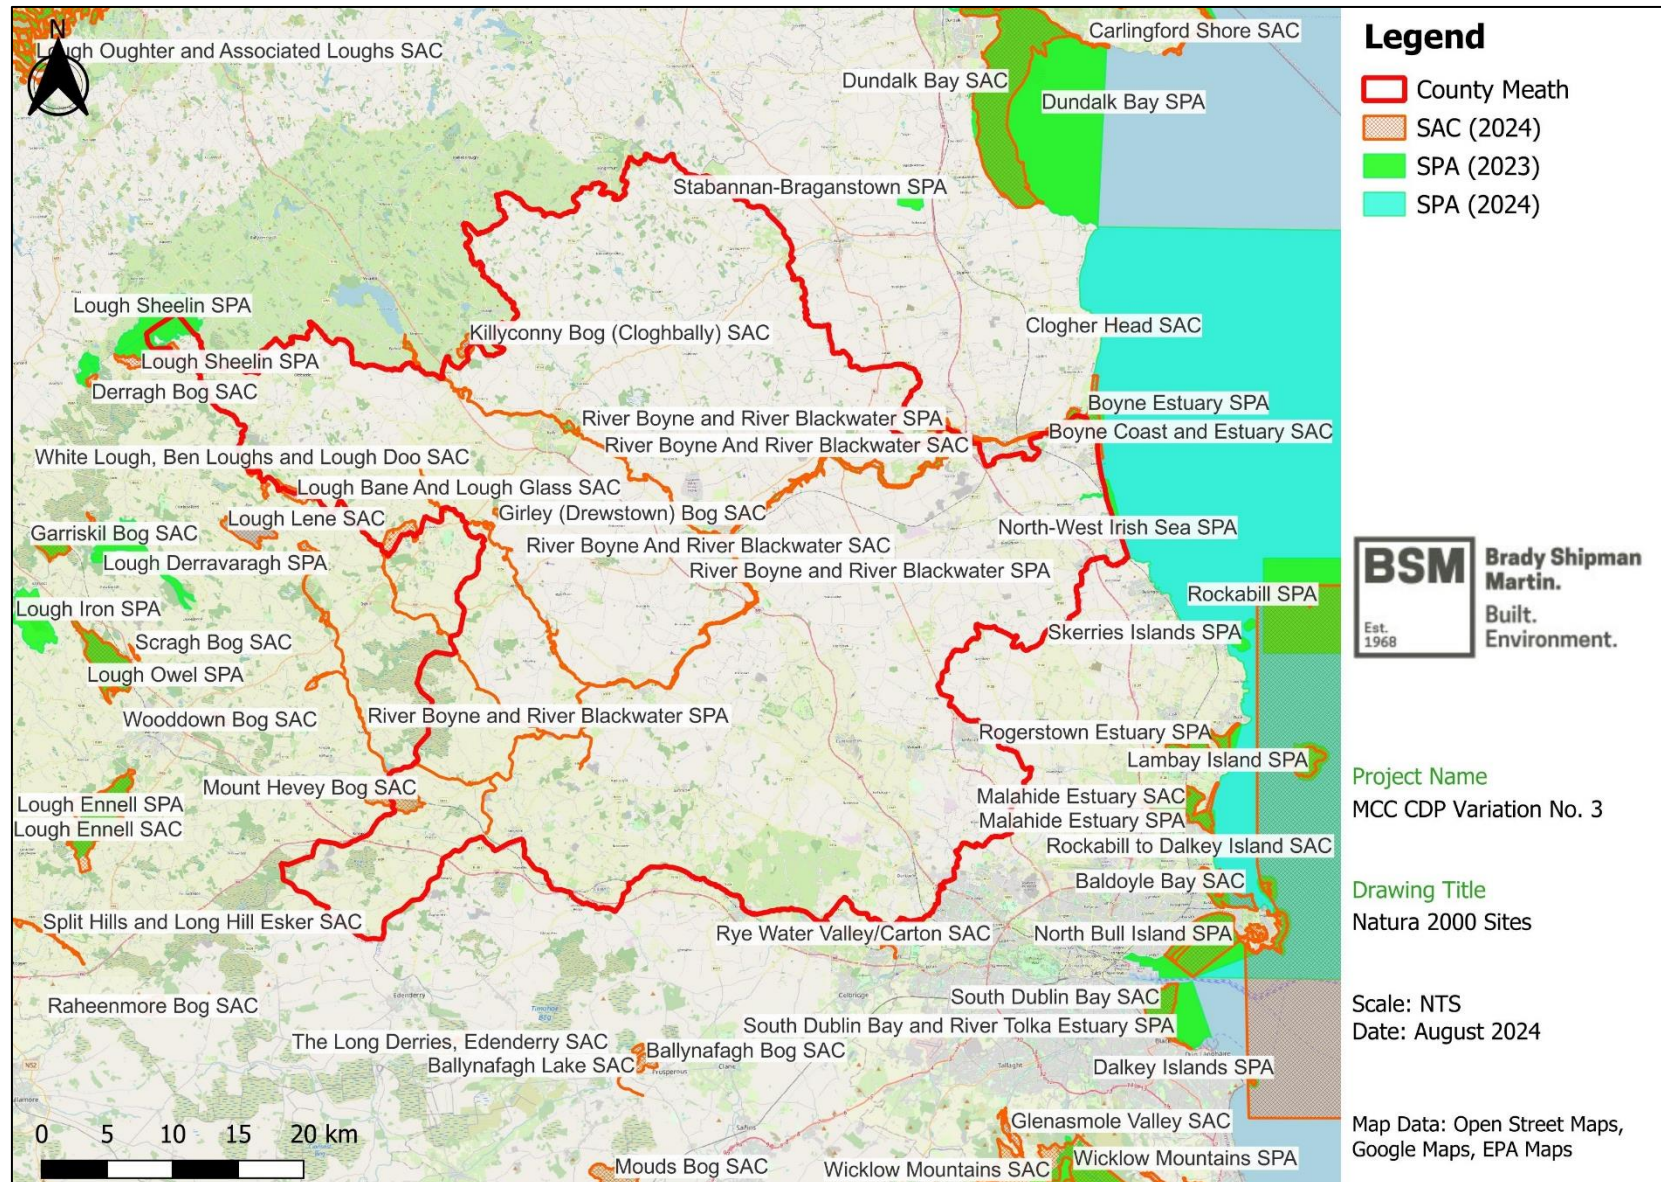 N
Lough Oughter and Associated Loughs SAC
Carlingford Shore SAC
Dundalk Bay SAC
Dundalk Bay SPA
Stabannan-Braganstown SPA
Lough Sheelin SPA
Killyconny Bog (Cloghbally) SAC
Clogher Head SAC
Lough Sheelin SPA
Derragh Bog SAC
River Boyne and River Blackwater SPA
Boyne Estuary SPA
River Boyne And River Blackwater SAC
Boyne Coast and Estuary SAC
White Lough, Ben Loughs and Lough Doo SAC
Lough Bane And Lough Glass SAC
Lough Lene SAC
Girley (Drewstown) Bog SAC
North-West Irish Sea SPA
Garriskil Bog SAC
River Boyne And River Blackwater SAC
Lough Derravaragh SPA
River Boyne and River Blackwater SPA
Rockabill SPA
Lough Iron SPA
Skerries Islands SPA
Scragh Bog SAC
Lough Owel SPA
Wooddown Bog SAC
River Boyne and River Blackwater SPA
Rogerstown Estuary SPA
Lambay Island SPA
Mount Hevey Bog SAC
Malahide Estuary SAC
Lough Ennell SPA
Malahide Estuary SPA
Lough Ennell SAC
Rockabill to Dalkey Island SAC
Baldoyle Bay SAC
Split Hills and Long Hill Esker SAC
Rye Water Valley/Carton SAC
North Bull Island SPA
Raheenmore Bog SAC
Edenderry
Celbridge
South Dublin Bay SAC
South Dublin Bay and River Tolka Estuary SPA
The Long Derries, Edenderry SAC
Ballynafagh Bog SAC
Ballynafagh Lake SAC
Prosperous
Clane
Tallaght
Dalkey Islands SPA
N52
Glenasmole Valley SAC
Mouds Bog SAC
Wicklow Mountains SAC
Wicklow Mountains SPA
0 5 10 15 20 km
Legend
County Meath
SAC (2024)
SPA (2023)
SPA (2024)
BSM
Est.
1968
Brady Shipman
Martin.
Built.
Environment.
Project Name
MCC CDP Variation No. 3
Drawing Title
Natura 2000 Sites
Scale: NTS
Date: August 2024
Map Data: Open Street Maps,
Google Maps, EPA Maps